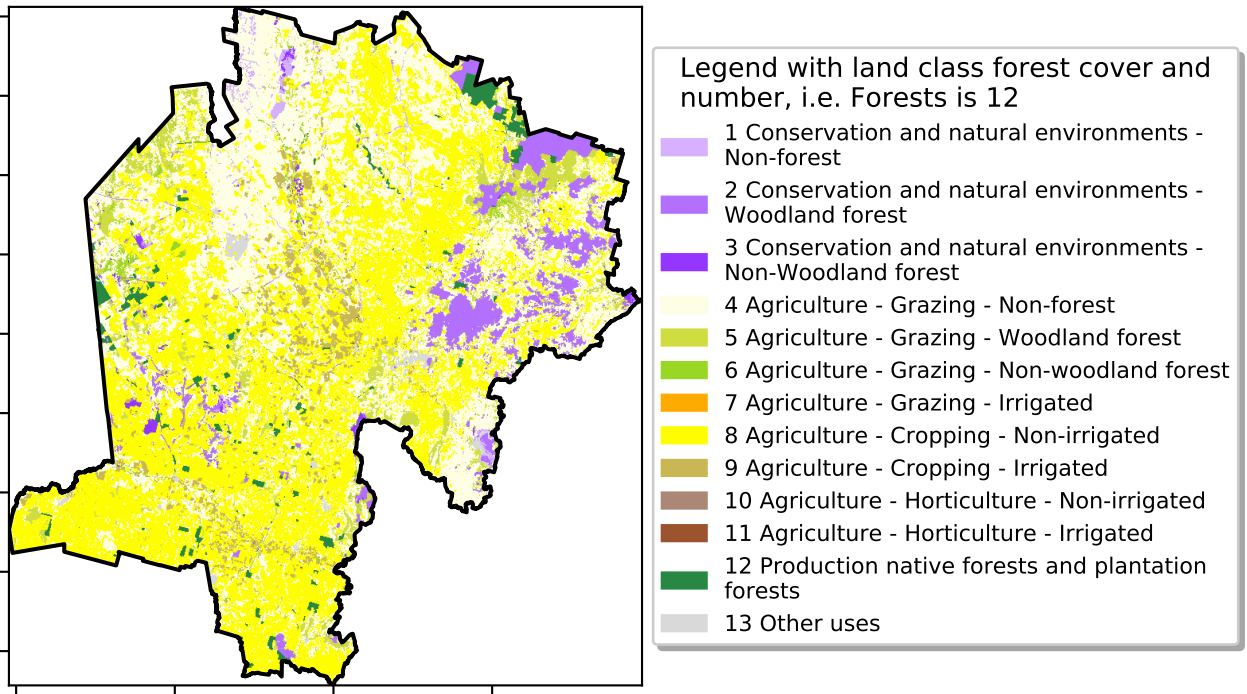 Legend with land class forest cover and
number, i.e. Forests is 12
1 Conservation and natural environments -
Non-forest
2 Conservation and natural environments -
Woodland forest
3 Conservation and natural environments -
Non-Woodland forest
4 Agriculture - Grazing - Non-forest
5 Agriculture - Grazing - Woodland forest
6 Agriculture - Grazing - Non-woodland forest
7 Agriculture - Grazing - Irrigated
8 Agriculture - Cropping - Non-irrigated
9 Agriculture - Cropping - Irrigated
10 Agriculture - Horticulture - Non-irrigated
11 Agriculture - Horticulture - Irrigated
12 Production native forests and plantation
forests
13 Other uses